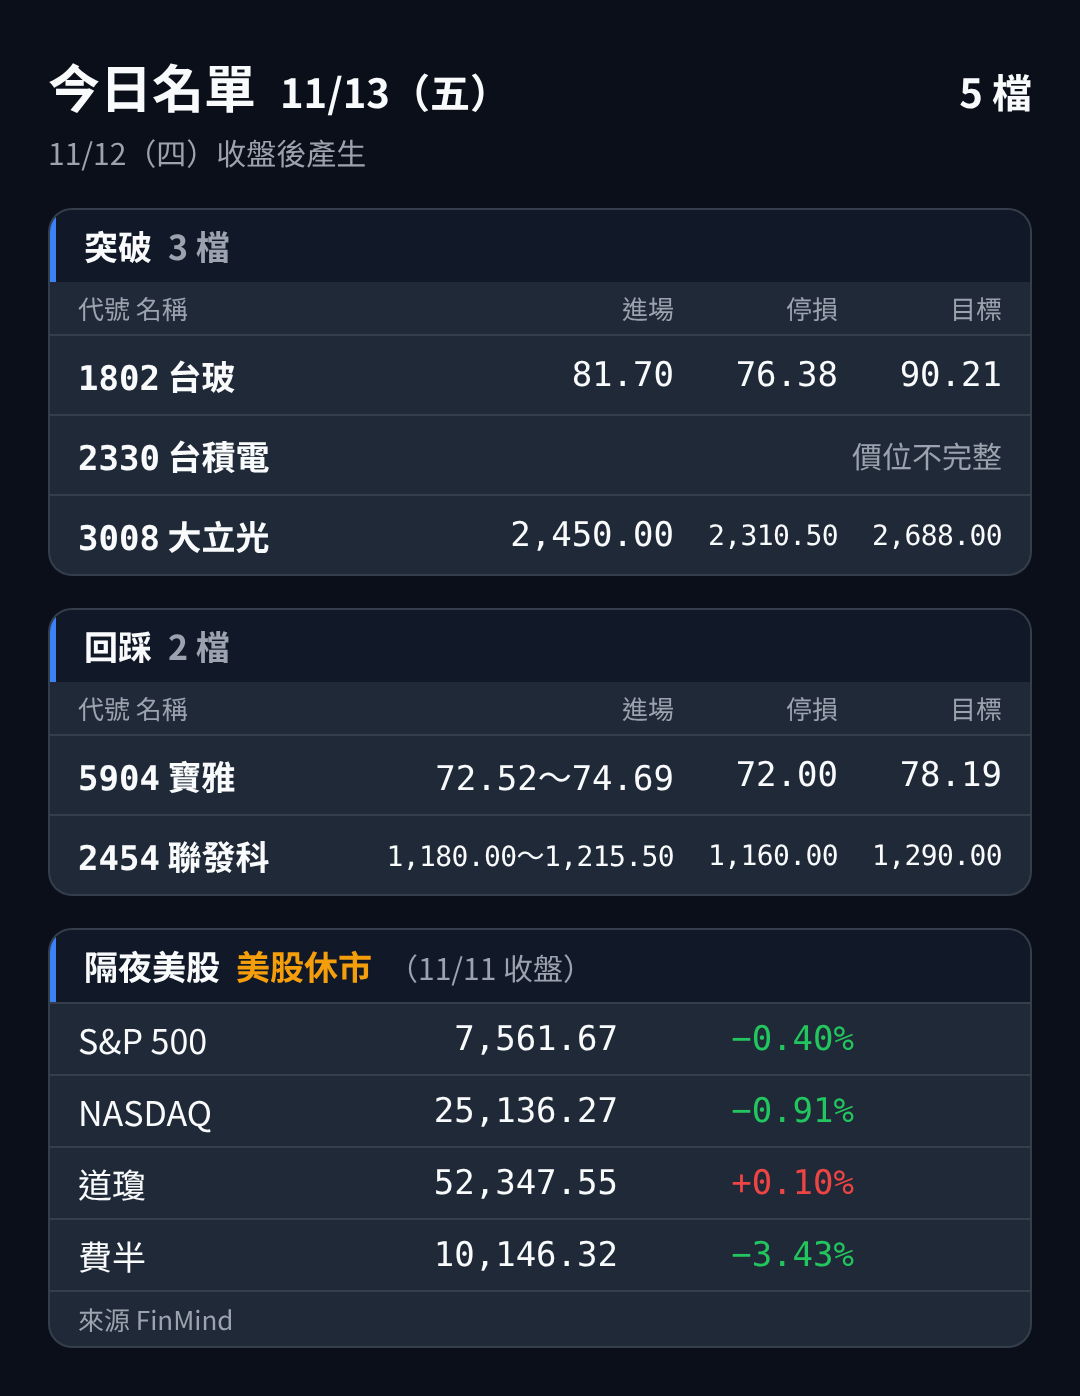 今日名單 11/13（五） 5 檔
11/12（四）收盤後產生
突破 3 檔
代號 名稱 進場 停損 目標
1802 台玻 81.70 76.38 90.21
2330 台積電 價位不完整
3008 大立光 2,450.00 2,310.50 2,688.00
回踩 2 檔
代號 名稱 進場 停損 目標
5904 寶雅 72.52～74.69 72.00 78.19
2454 聯發科 1,180.00～1,215.50 1,160.00 1,290.00
隔夜美股 美股休市 （11/11 收盤）
S&P 500 7,561.67 −0.40%
NASDAQ 25,136.27 −0.91%
道瓊 52,347.55 +0.10%
費半 10,146.32 −3.43%
來源 FinMind